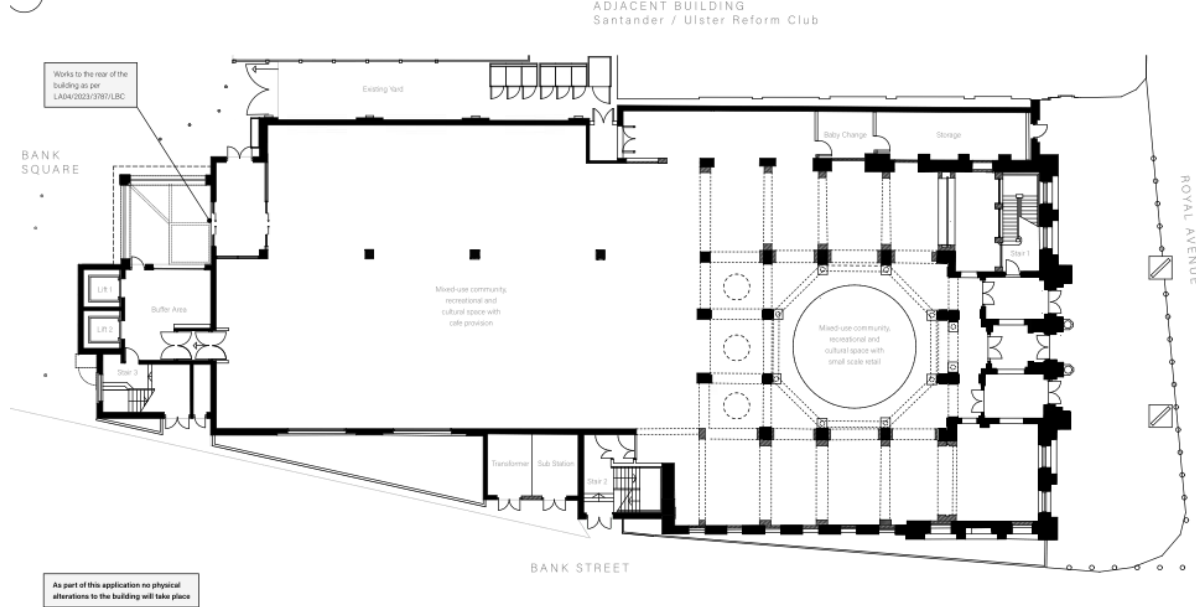 ADJACENT BUILDING
Santander / Ulster Reform Club
Works to the rear of the
building as per
LA04/2023/3787/LBC
Existing Yard
Baby Change
Storage
BANK
SQUARE
ROYAL AVENUE
Stair 1
Lift 1
Buffer Area
Mixed-use community,
recreational and
cultural space with
cafe provision
Mixed-use community,
recreational and
cultural space with
small scale retail
Lift 2
Stair 3
Transformer
Sub Station
Stair 2
BANK STREET
As part of this application no physical
alterations to the building will take place